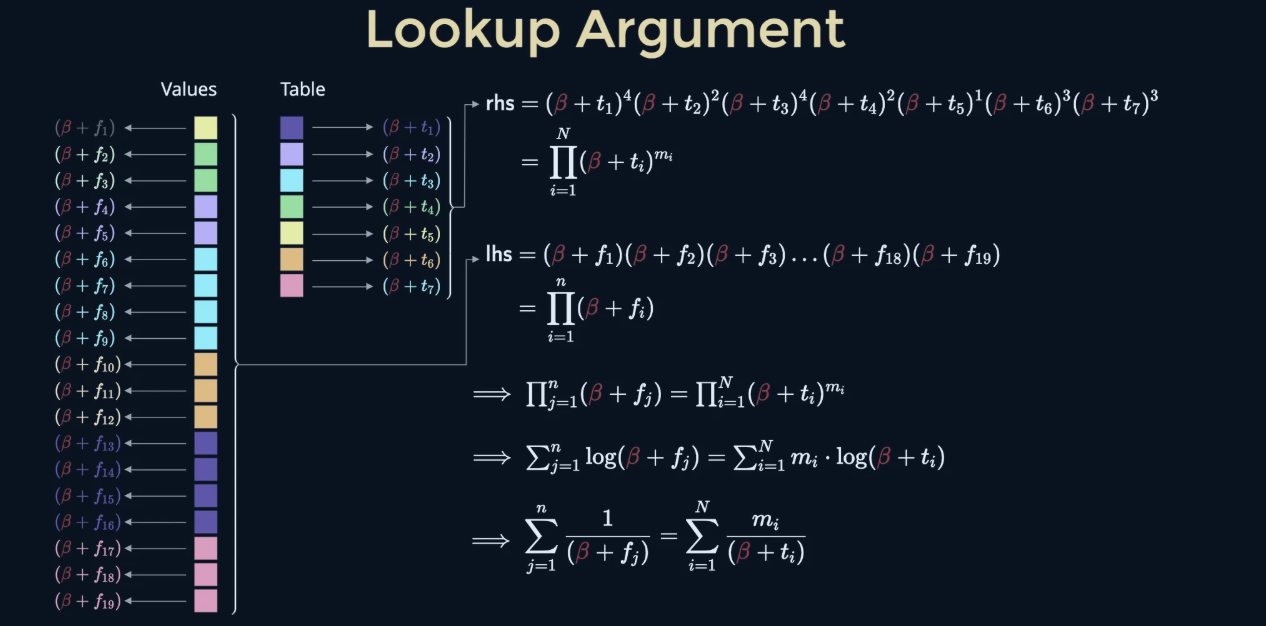 Lookup Argument
Values
Table
(β + f₁)
(β + f₂)
(β + f₃)
(β + f₄)
(β + f₅)
(β + f₆)
(β + f₇)
(β + f₈)
(β + f₉)
(β + f₁₀)
(β + f₁₁)
(β + f₁₂)
(β + f₁₃)
(β + f₁₄)
(β + f₁₅)
(β + f₁₆)
(β + f₁₇)
(β + f₁₈)
(β + f₁₉)
(β + t₁)
(β + t₂)
(β + t₃)
(β + t₄)
(β + t₅)
(β + t₆)
(β + t₇)
rhs = (β + t₁)⁴(β + t₂)²(β + t₃)⁴(β + t₄)²(β + t₅)¹(β + t₆)³(β + t₇)³
= ∏_{i=1}^{N} (β + t_i)^{m_i}
lhs = (β + f₁)(β + f₂)(β + f₃) … (β + f₁₈)(β + f₁₉)
= ∏_{i=1}^{n} (β + f_i)
⟹ ∏_{j=1}^{n} (β + f_j) = ∏_{i=1}^{N} (β + t_i)^{m_i}
⟹ ∑_{j=1}^{n} log(β + f_j) = ∑_{i=1}^{N} m_i · log(β + t_i)
⟹ ∑_{j=1}^{n} 1/(β + f_j) = ∑_{i=1}^{N} m_i/(β + t_i)